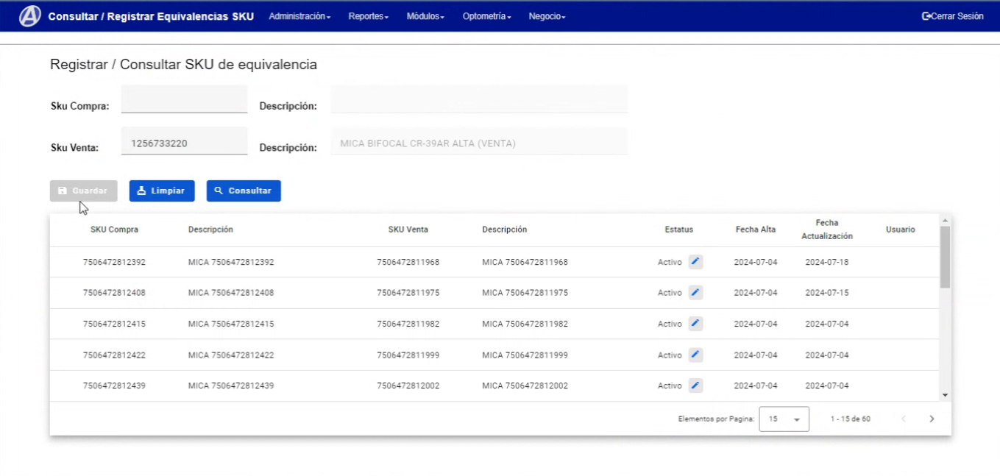 Consultar / Registrar Equivalencias SKU Administración Reportes Módulos Optometría Negocio Cerrar Sesión
Registrar / Consultar SKU de equivalencia
Sku Compra: Descripción:
Sku Venta: 1256733220 Descripción: MICA BIFOCAL CR-39AR ALTA (VENTA)
Guardar Limpiar Consultar
SKU Compra Descripción SKU Venta Descripción Estatus Fecha Alta Fecha Actualización Usuario
7506472812392 MICA 7506472812392 7506472811968 MICA 7506472811968 Activo 2024-07-04 2024-07-18
7506472812408 MICA 7506472812408 7506472811975 MICA 7506472811975 Activo 2024-07-04 2024-07-15
7506472812415 MICA 7506472812415 7506472811982 MICA 7506472811982 Activo 2024-07-04 2024-07-04
7506472812422 MICA 7506472812422 7506472811999 MICA 7506472811999 Activo 2024-07-04 2024-07-04
7506472812439 MICA 7506472812439 7506472812002 MICA 7506472812002 Activo 2024-07-04 2024-07-04
Elementos por Pagina: 15 1 - 15 de 60